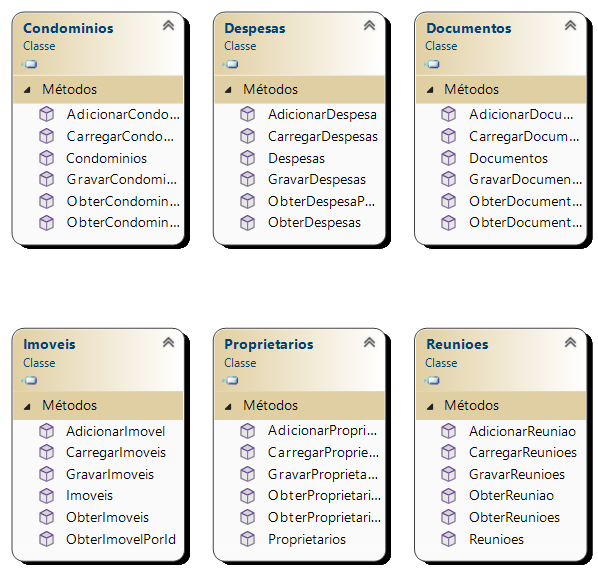 Condominios
Classe
Métodos
AdicionarCondo...
CarregarCondo...
Condominios
GravarCondomi...
ObterCondomin...
ObterCondomin...
Despesas
Classe
Métodos
AdicionarDespesa
CarregarDespesas
Despesas
GravarDespesas
ObterDespesaP...
ObterDespesas
Documentos
Classe
Métodos
AdicionarDocu...
CarregarDocum...
Documentos
GravarDocumen...
ObterDocument...
ObterDocument...
Imoveis
Classe
Métodos
AdicionarImovel
CarregarImoveis
GravarImoveis
Imoveis
ObterImoveis
ObterImovelPorId
Proprietarios
Classe
Métodos
AdicionarPropri...
CarregarProprie...
GravarProprieta...
ObterProprietari...
ObterProprietari...
Proprietarios
Reunioes
Classe
Métodos
AdicionarReuniao
CarregarReunioes
GravarReunioes
ObterReuniao
ObterReunioes
Reunioes